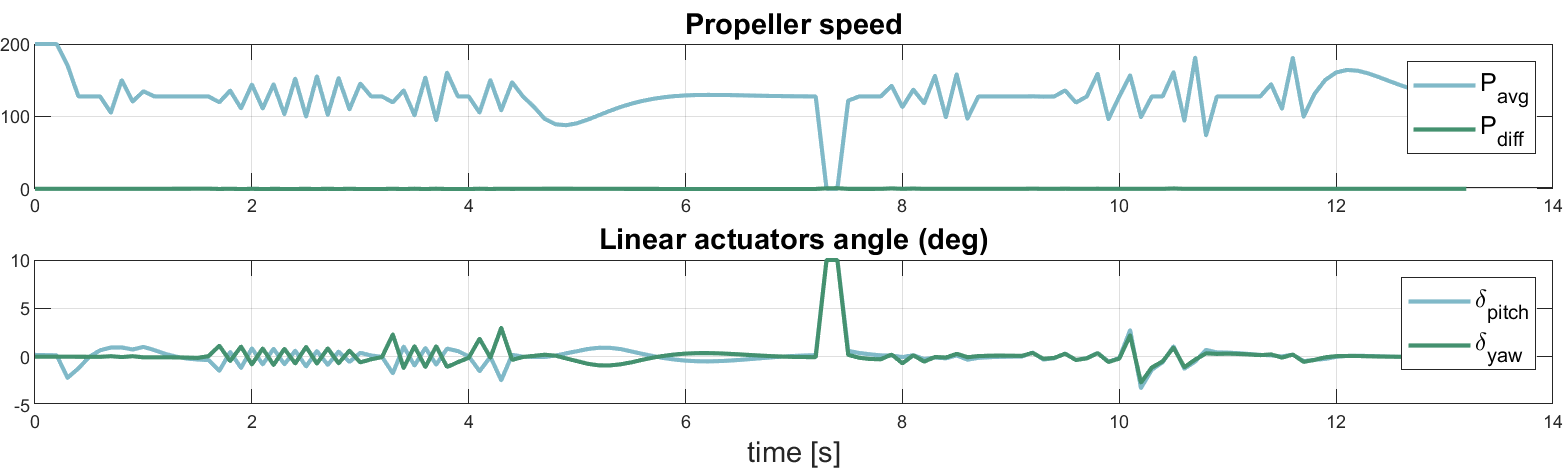 Propeller speed
200
100
0
0 2 4 6 8 10 12 14
P_avg
P_diff
Linear actuators angle (deg)
10
5
0
-5
0 2 4 6 8 10 12 14
δ_pitch
δ_yaw
time [s]